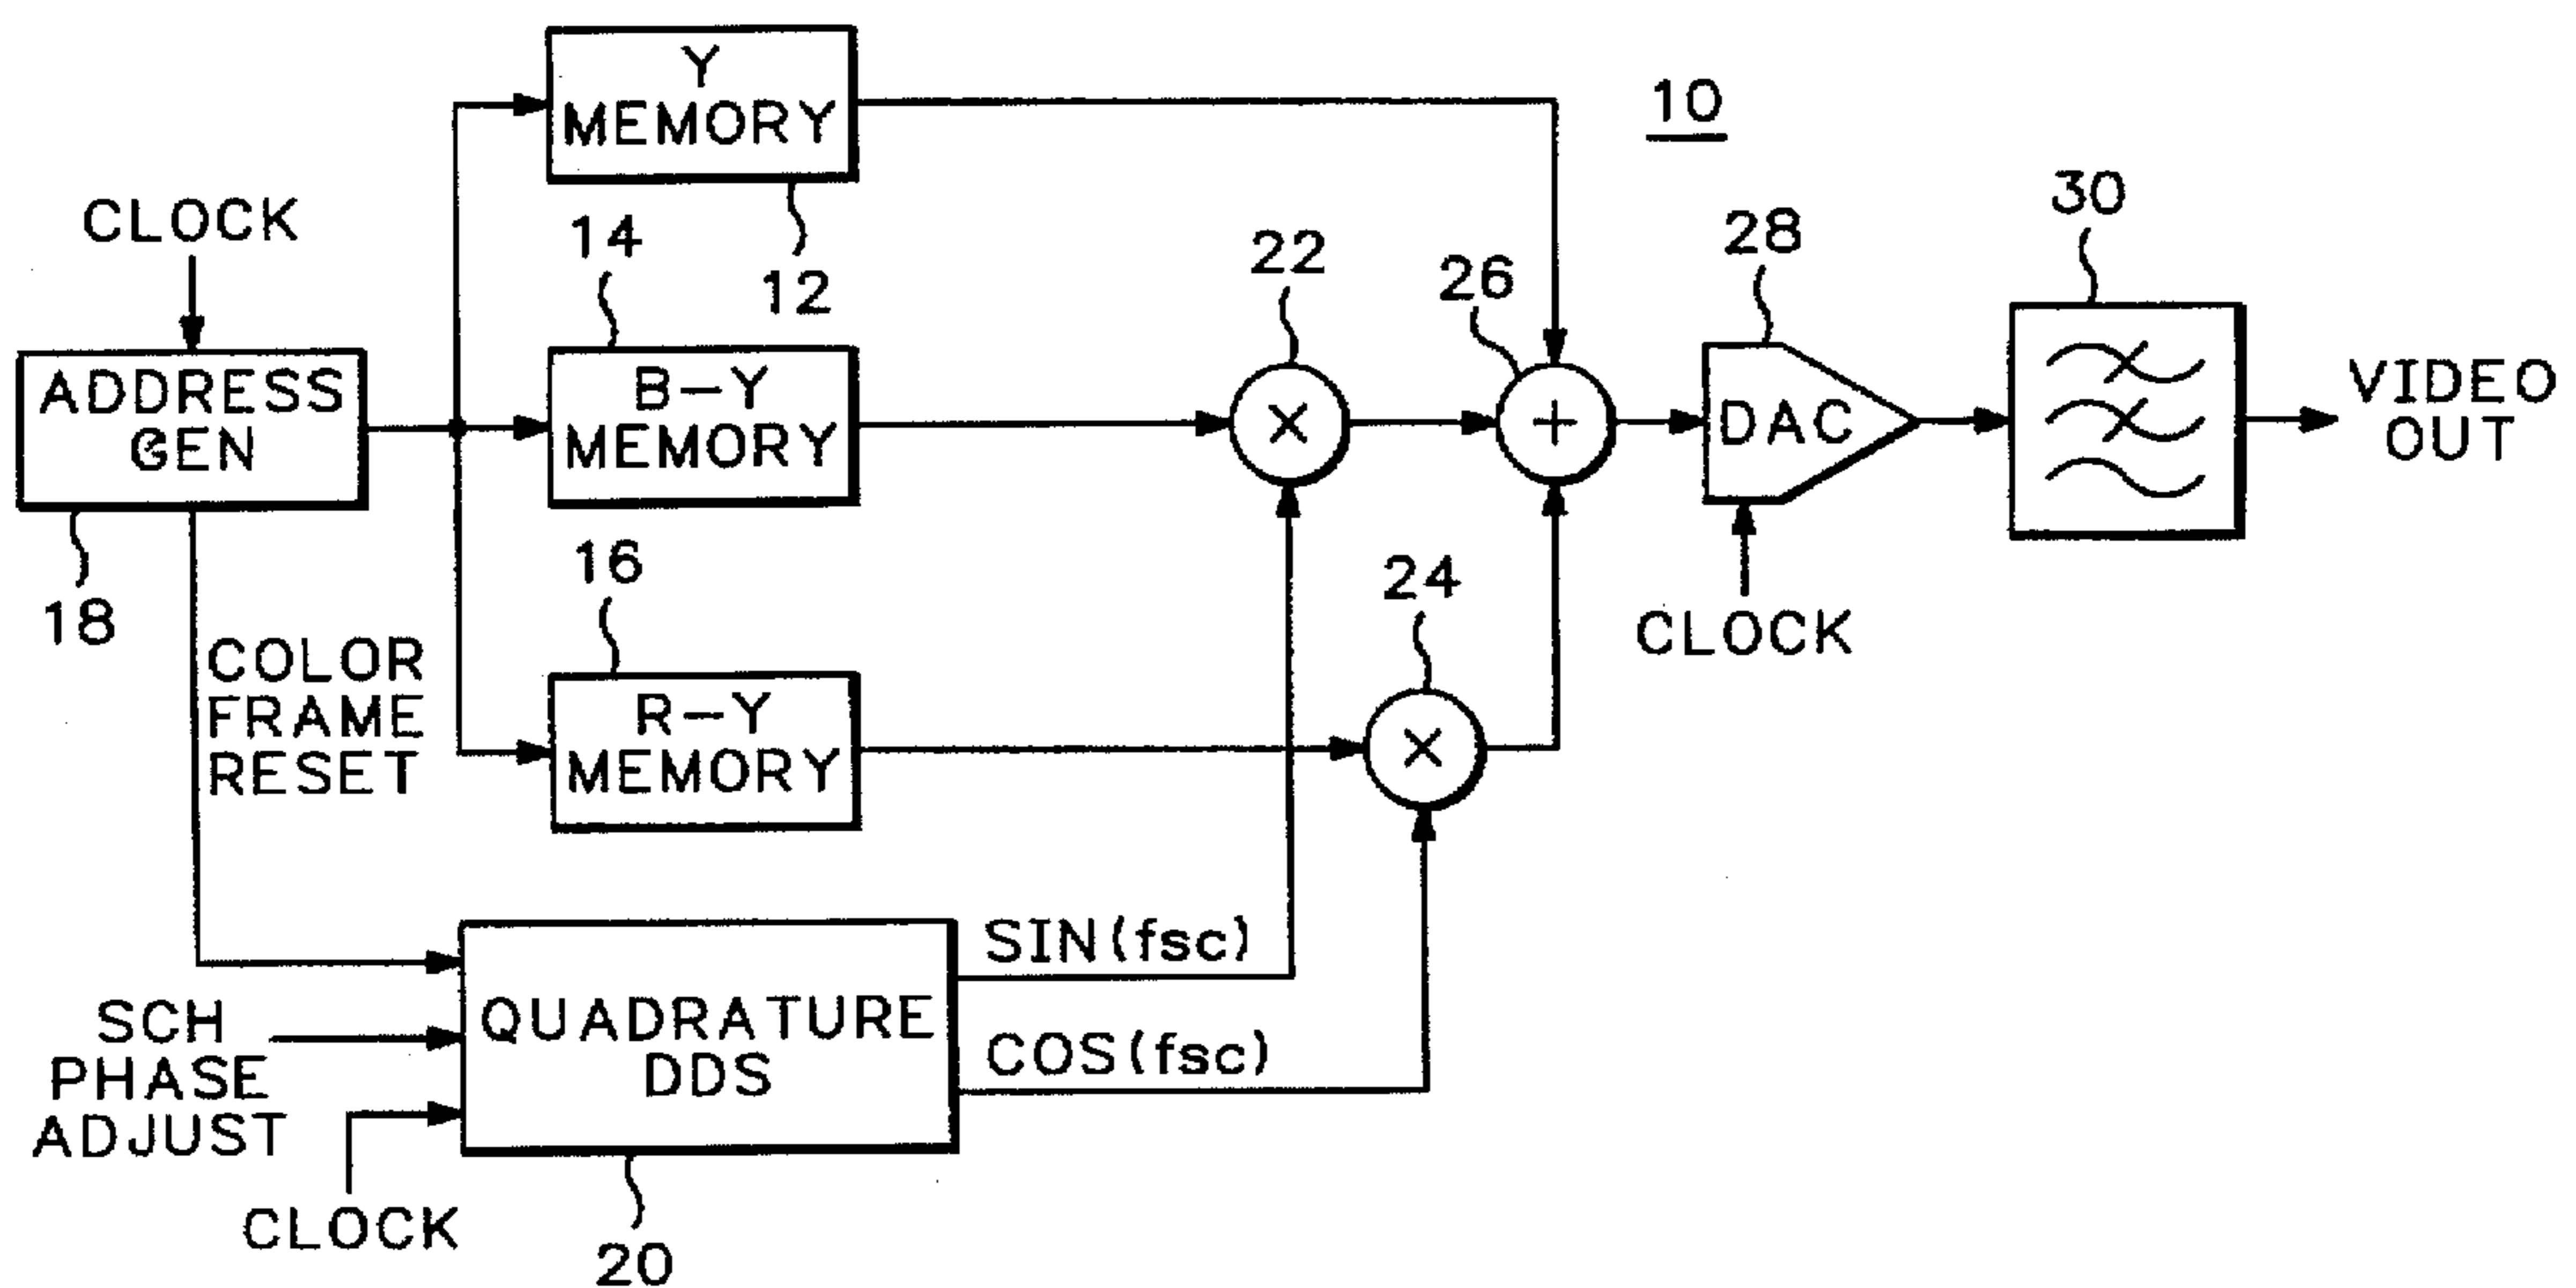 Y
MEMORY
12
10
CLOCK
ADDRESS
GEN
18
14
B-Y
MEMORY
22
26
+
28
DAC
CLOCK
30
VIDEO
OUT
×
16
R-Y
MEMORY
24
×
COLOR
FRAME
RESET
SCH
PHASE
ADJUST
CLOCK
QUADRATURE
DDS
20
SIN(fsc)
COS(fsc)